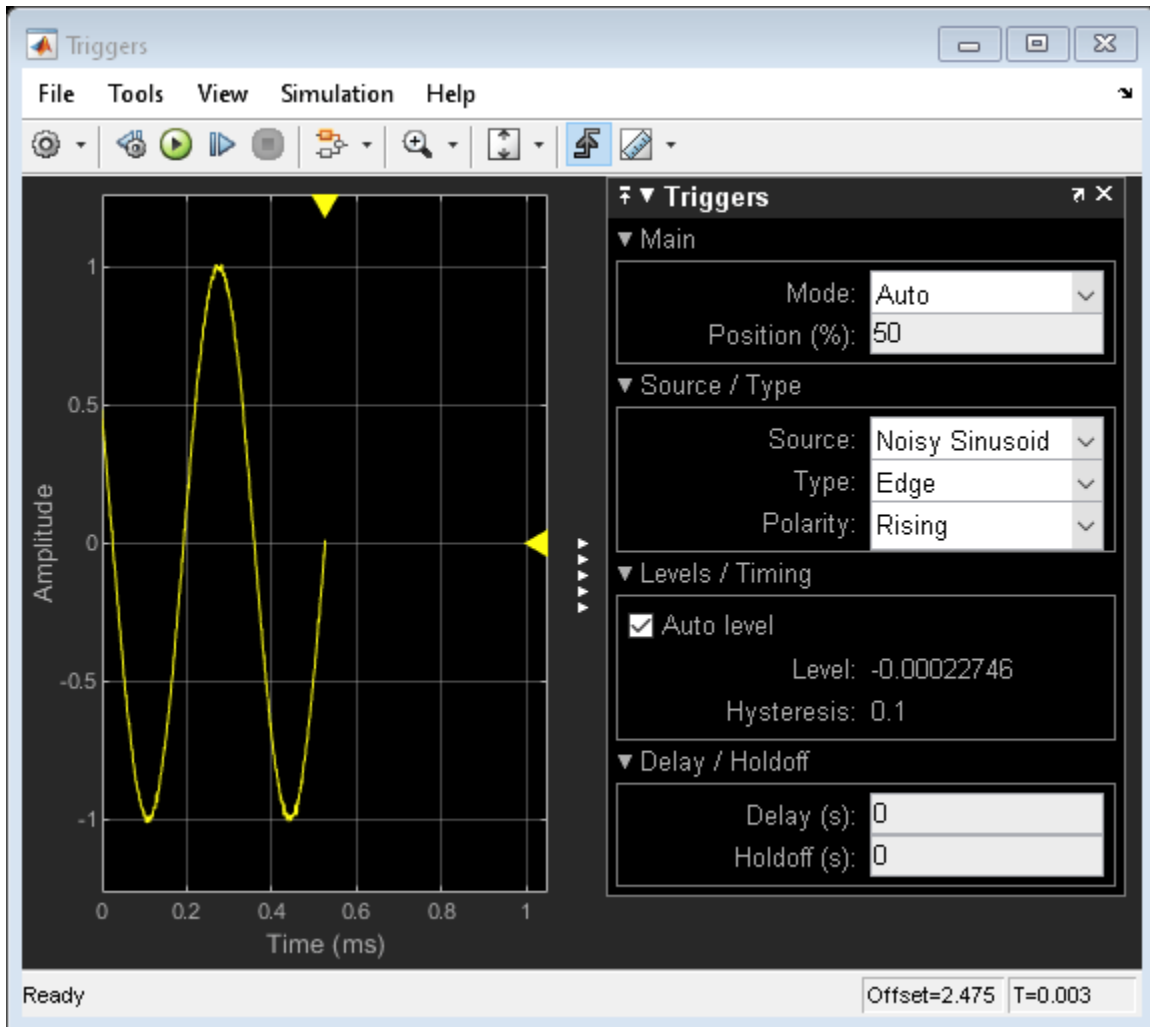 Triggers
File Tools View Simulation Help
1
0.5
0
-0.5
-1
Amplitude
0 0.2 0.4 0.6 0.8 1
Time (ms)
Triggers
Main
Mode: Auto
Position (%): 50
Source / Type
Source: Noisy Sinusoid
Type: Edge
Polarity: Rising
Levels / Timing
Auto level
Level: -0.00022746
Hysteresis: 0.1
Delay / Holdoff
Delay (s): 0
Holdoff (s): 0
Ready Offset=2.475 T=0.003